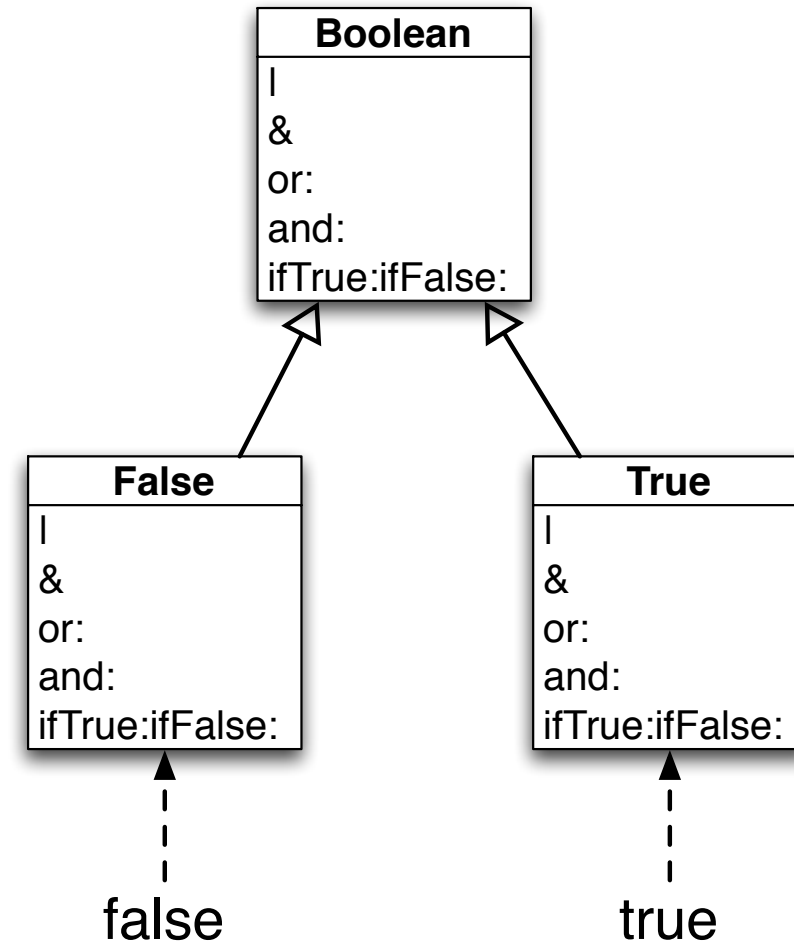 Boolean
|
&
or:
and:
ifTrue:ifFalse:
False
|
&
or:
and:
ifTrue:ifFalse:
True
|
&
or:
and:
ifTrue:ifFalse:
false
true